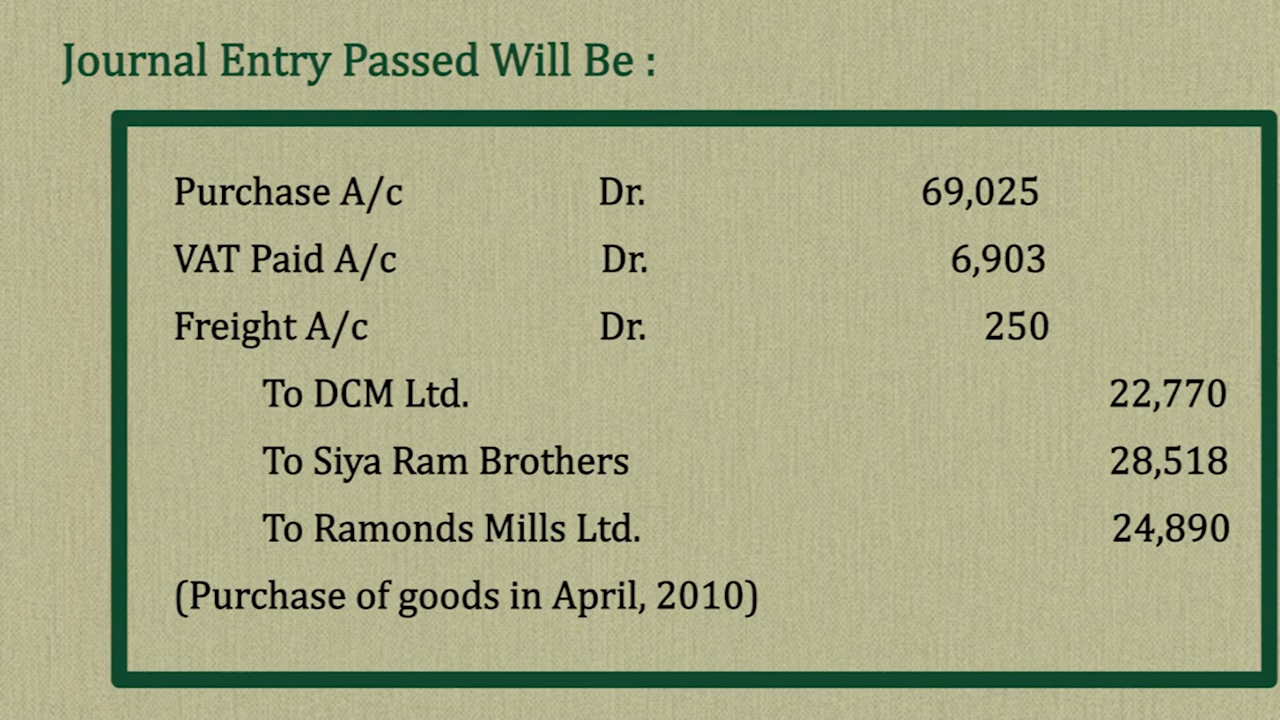 Journal Entry Passed Will Be :
Purchase A/c Dr. 69,025
VAT Paid A/c Dr. 6,903
Freight A/c Dr. 250
To DCM Ltd. 22,770
To Siya Ram Brothers 28,518
To Ramonds Mills Ltd. 24,890
(Purchase of goods in April, 2010)